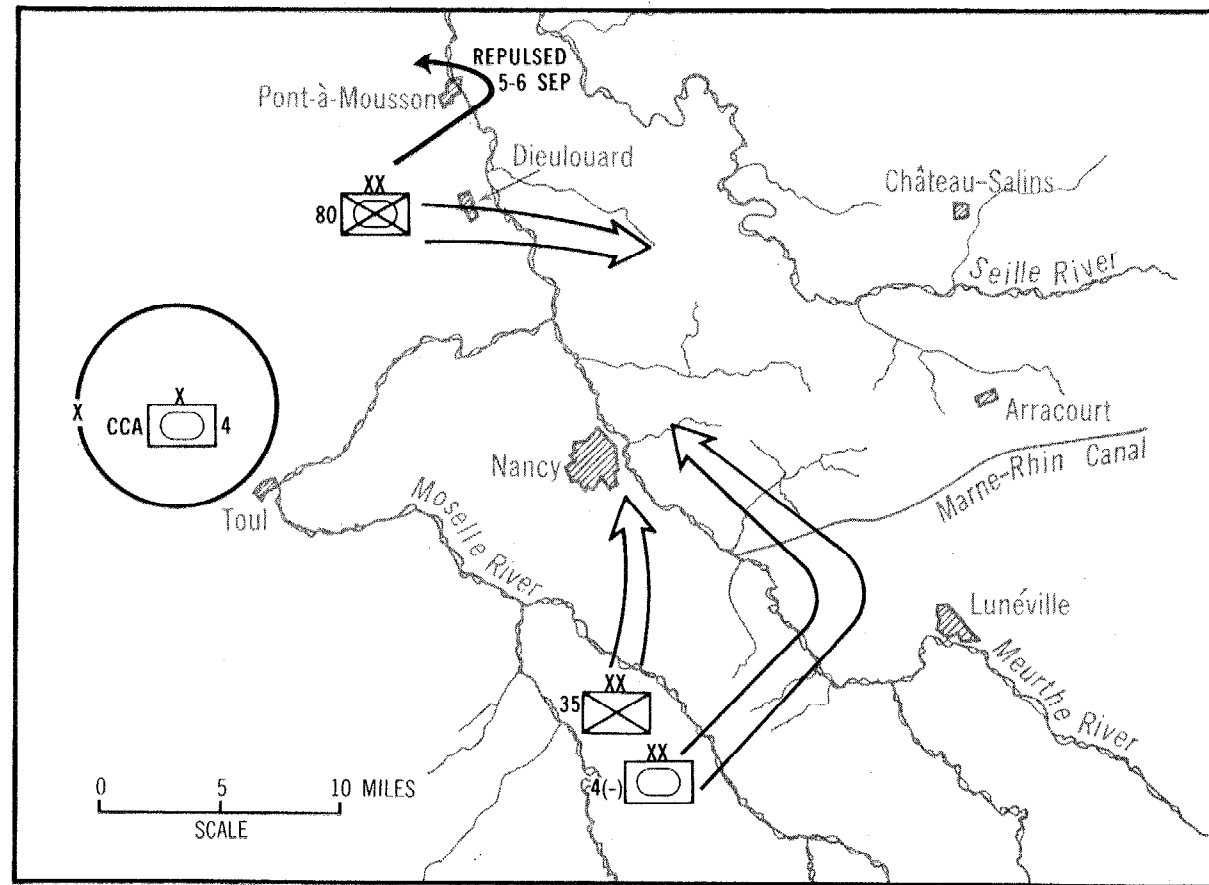 REPULSED
5-6 SEP
Pont-à-Mousson
Dieulouard
XX
80
Château-Salins
Seille River
X
X
CCA
4
Toul
Nancy
Arracourt
Marne-Rhin Canal
Moselle River
Lunéville
Meurthe River
XX
35
XX
4(-)
0 5 10 MILES
SCALE